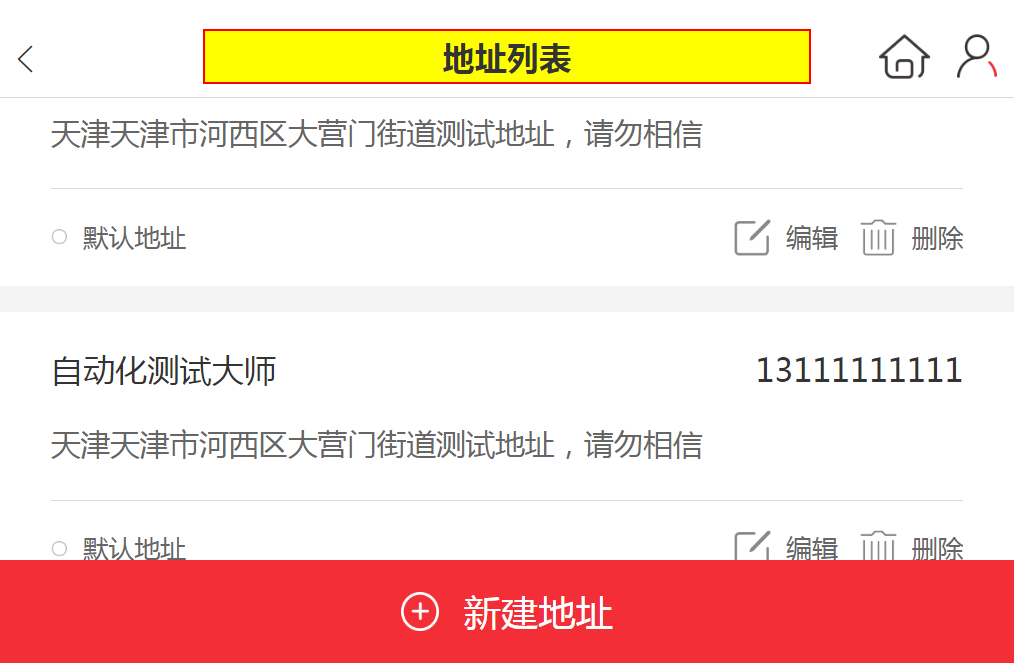 地址列表
天津天津市河西区大营门街道测试地址，请勿相信
默认地址 编辑 删除
自动化测试大师 13111111111
天津天津市河西区大营门街道测试地址，请勿相信
默认地址 编辑 删除
新建地址